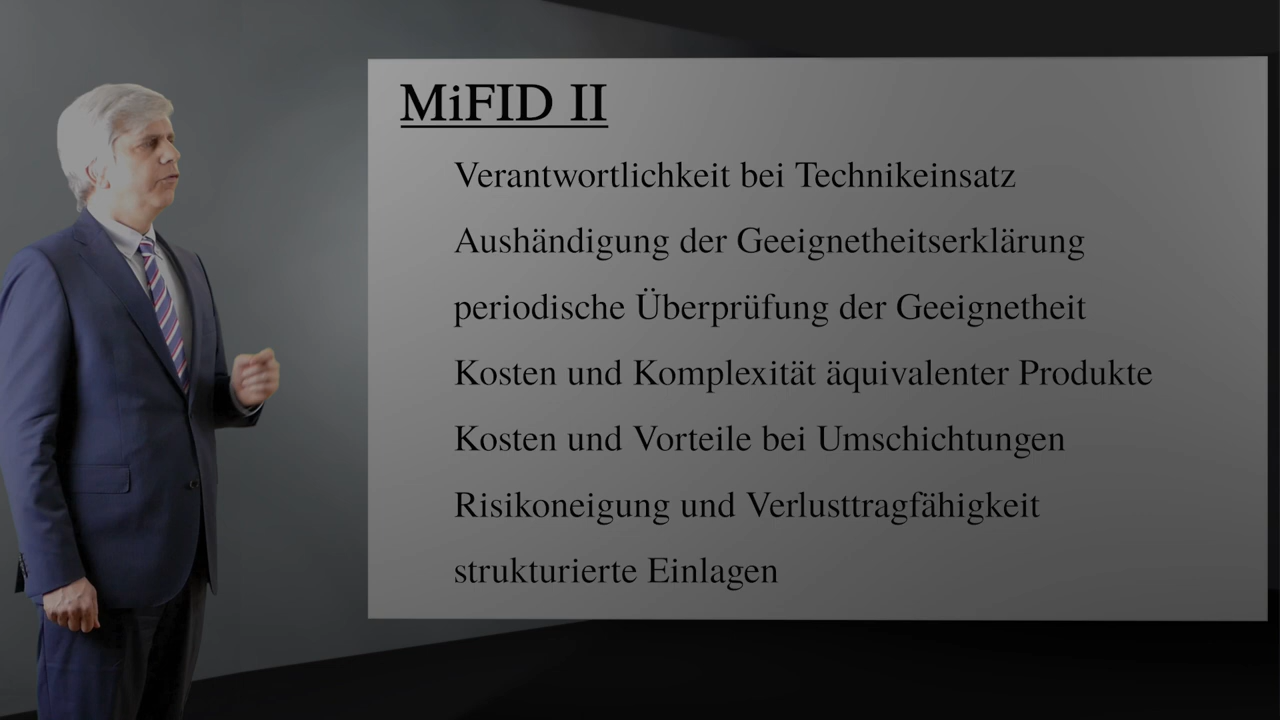 MiFID II
Verantwortlichkeit bei Technikeinsatz
Aushändigung der Geeignetheitserklärung
periodische Überprüfung der Geeignetheit
Kosten und Komplexität äquivalenter Produkte
Kosten und Vorteile bei Umschichtungen
Risikoneigung und Verlusttragfähigkeit
strukturierte Einlagen